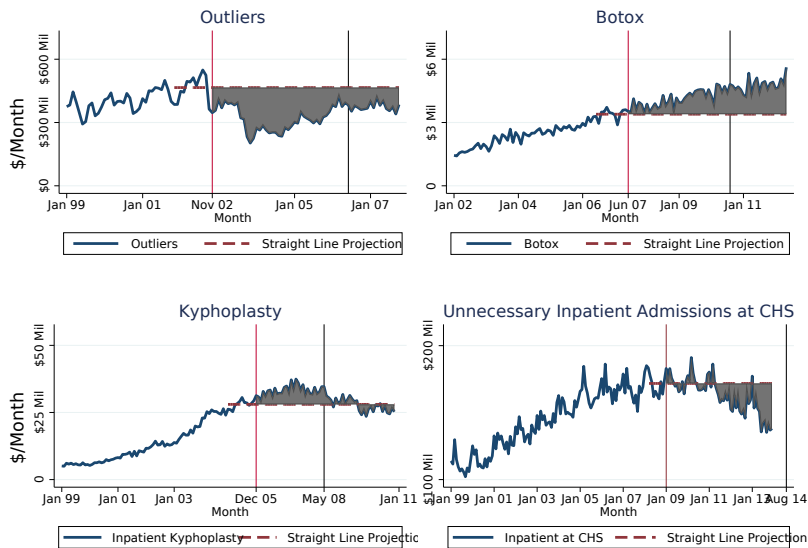 Outliers
$/Month
$600 Mil
$300 Mil
$0
Jan 99
Jan 01
Nov 02
Jan 05
Jan 07
Month
Outliers
Straight Line Projection
Botox
$6 Mil
$3 Mil
0
Jan 02
Jan 04
Jan 06
Jun 07
Jan 09
Jan 11
Month
Botox
Straight Line Projection
Kyphoplasty
$/Month
$50 Mil
$25 Mil
0
Jan 99
Jan 01
Jan 03
Dec 05
May 08
Jan 11
Month
Inpatient Kyphoplasty
Straight Line Projectic
Unnecessary Inpatient Admissions at CHS
$200 Mil
$100 Mil
Jan 99
Jan 01
Jan 03
Jan 05
Jan 07
Jan 09
Jan 11
Jan 13
Aug 14
Month
Inpatient at CHS
Straight Line Projection